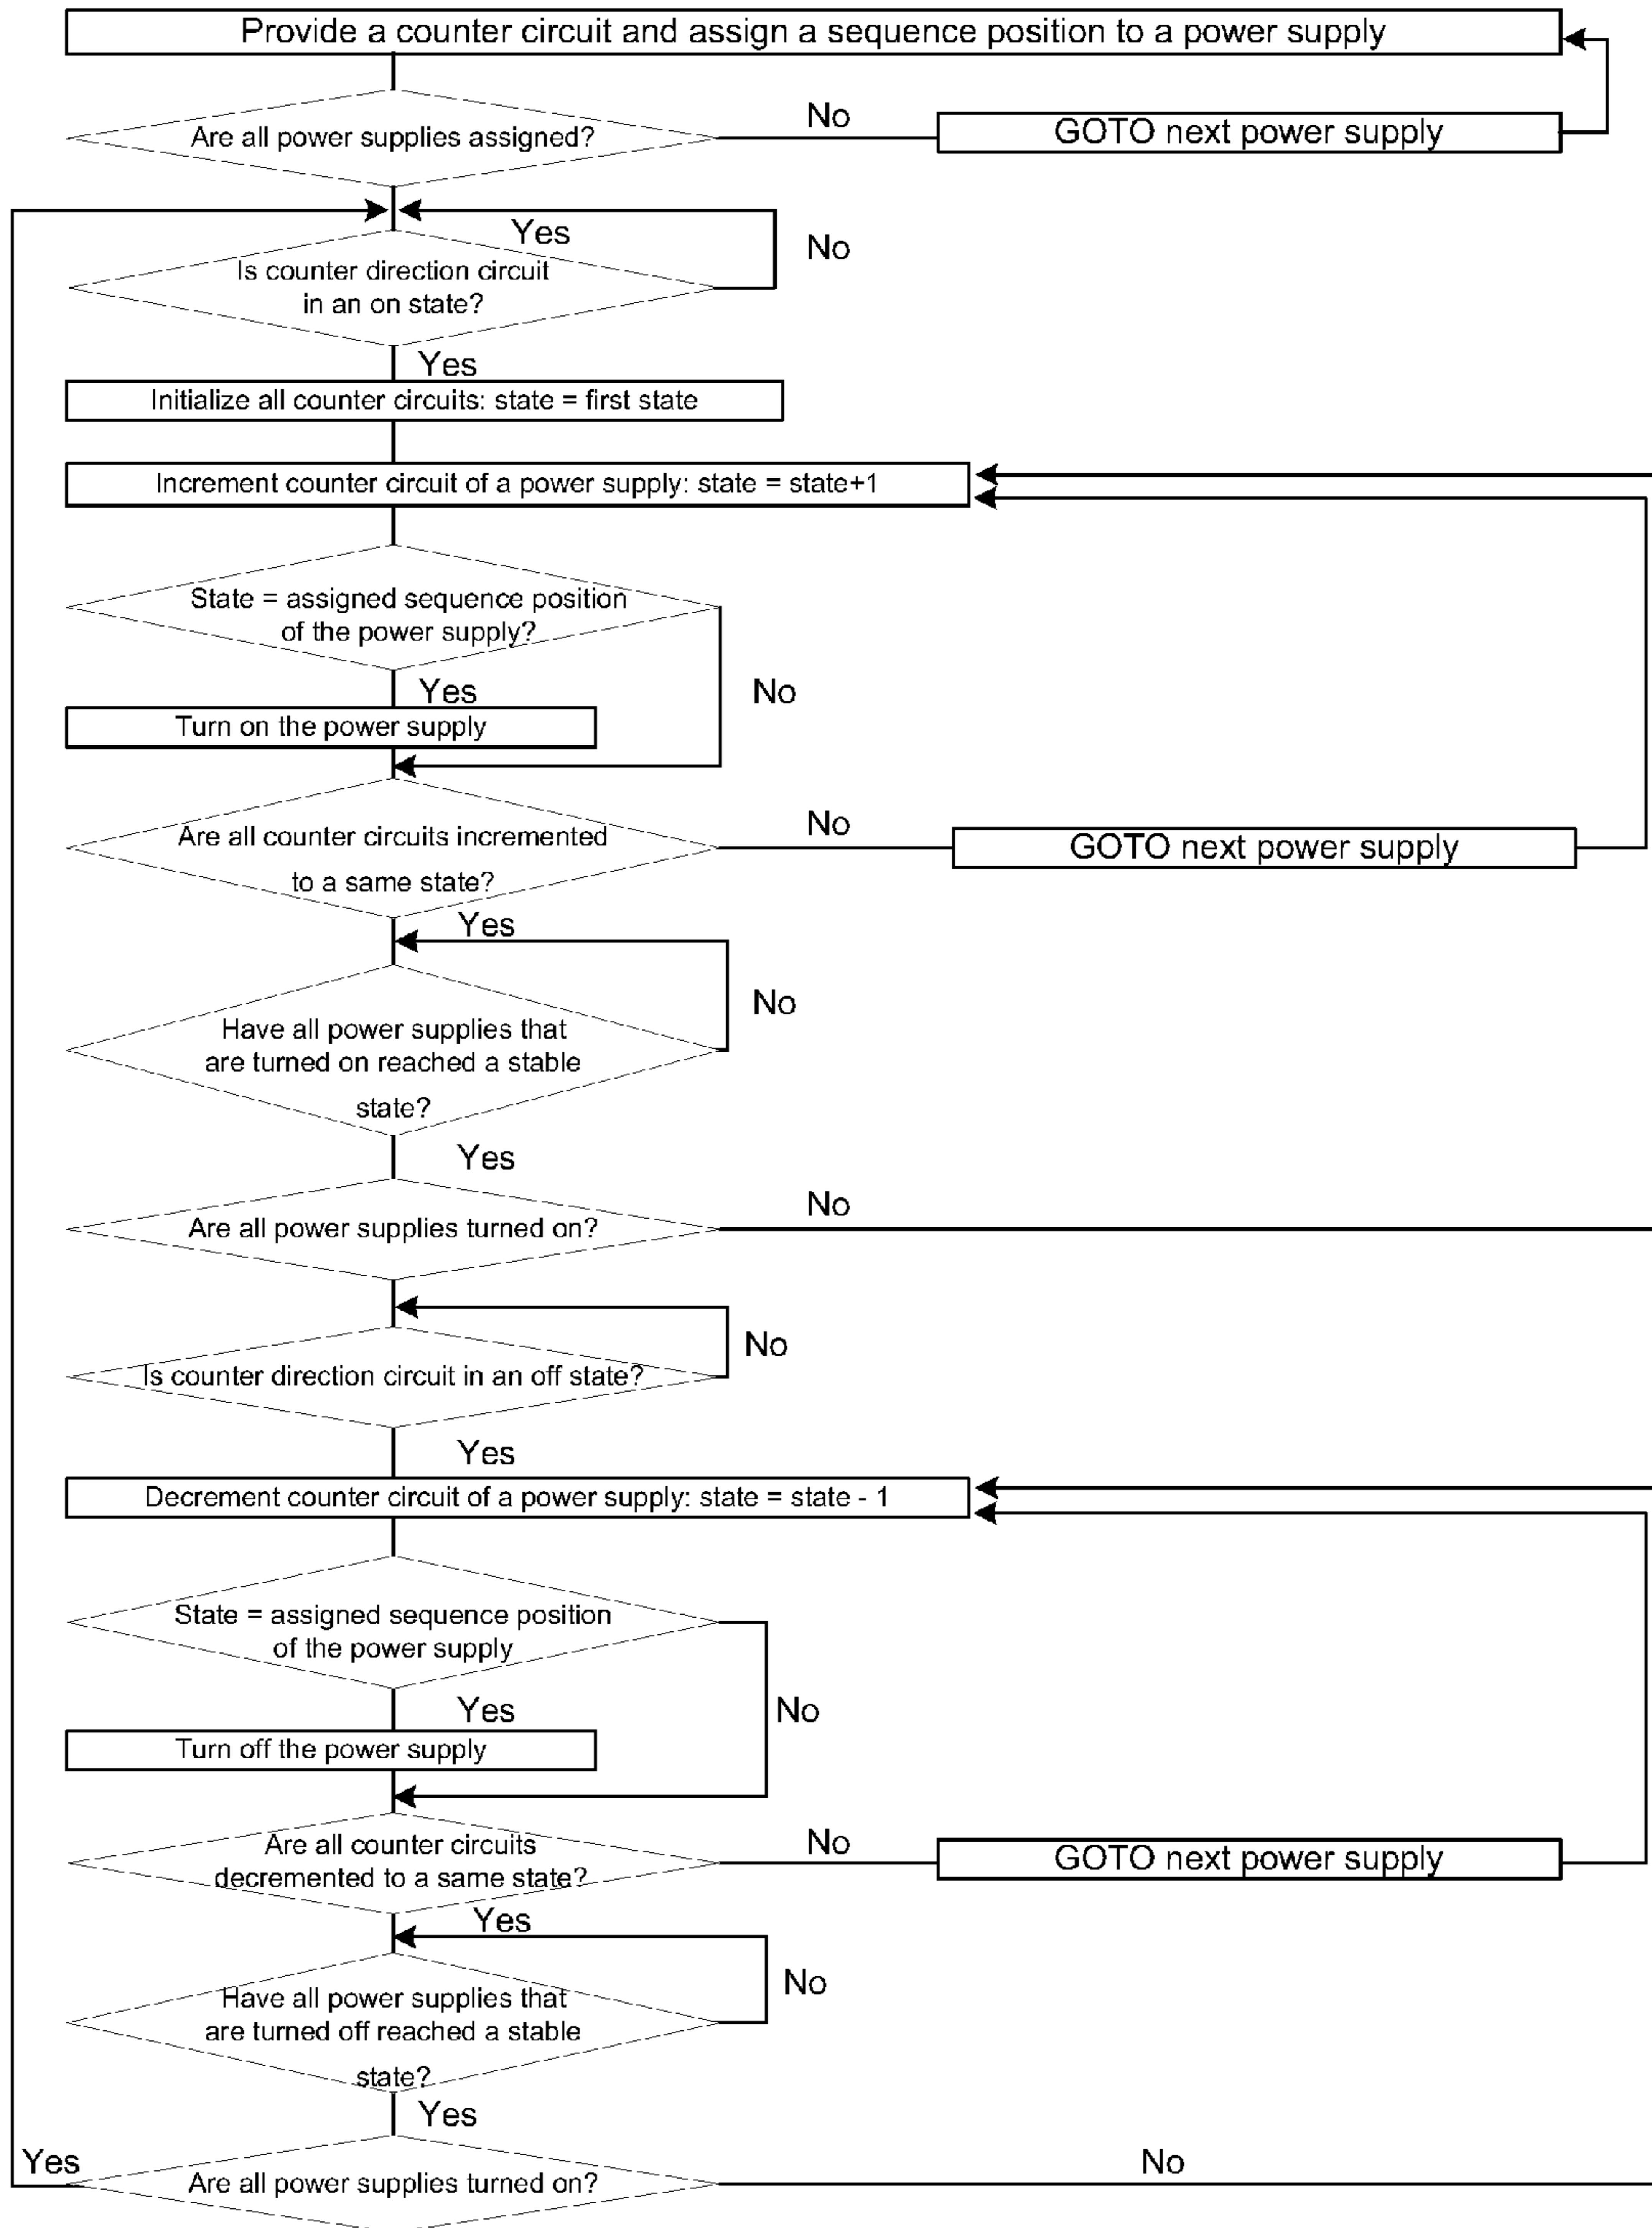 Provide a counter circuit and assign a sequence position to a power supply
Are all power supplies assigned?
No
GOTO next power supply
Yes
No
Is counter direction circuit
in an on state?
Yes
Initialize all counter circuits: state = first state
Increment counter circuit of a power supply: state = state+1
State = assigned sequence position
of the power supply?
Yes
No
Turn on the power supply
Are all counter circuits incremented
to a same state?
No
GOTO next power supply
Yes
No
Have all power supplies that
are turned on reached a stable
state?
Yes
Are all power supplies turned on?
No
No
Is counter direction circuit in an off state?
Yes
Decrement counter circuit of a power supply: state = state - 1
State = assigned sequence position
of the power supply
Yes
No
Turn off the power supply
Are all counter circuits
decremented to a same state?
No
GOTO next power supply
Yes
No
Have all power supplies that
are turned off reached a stable
state?
Yes
Yes
Are all power supplies turned on?
No